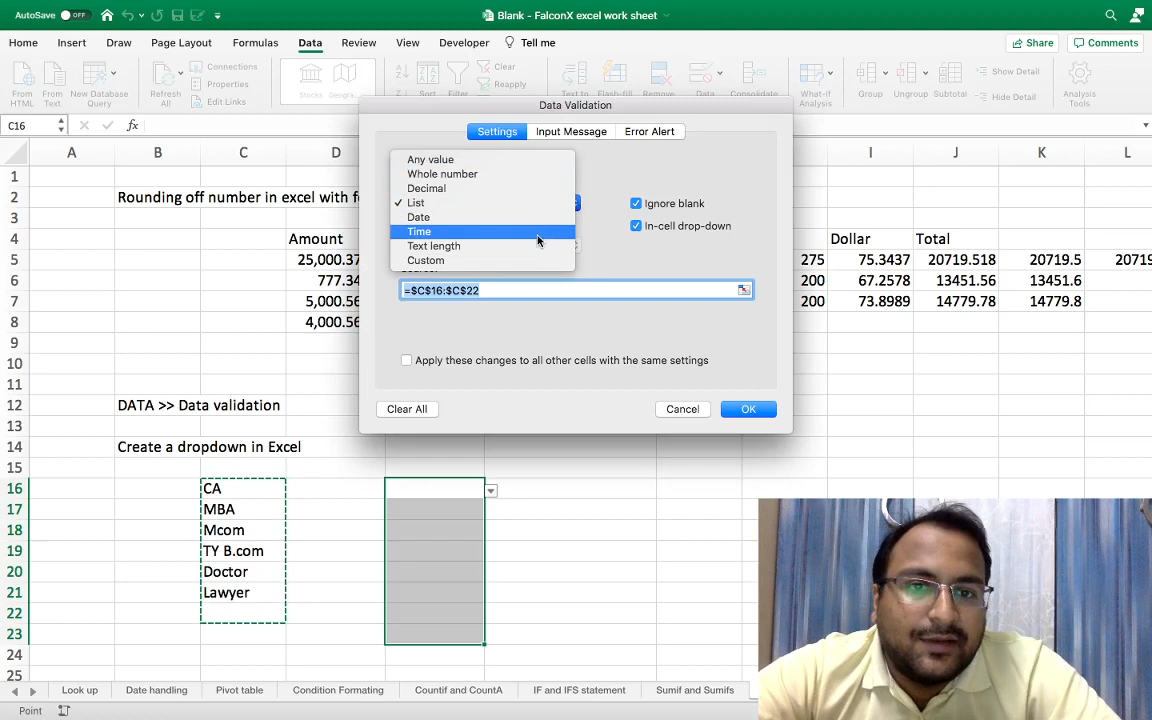 AutoSave OFF
Blank - FalconX excel work sheet
Home Insert Draw Page Layout Formulas Data Review View Developer Tell me Share Comments
From HTML
From Text
New Database Query
Refresh All
Connections
Properties
Edit Links
Stocks
Sort
Filter
Clear
Reapply
Consolidate
What-if Analysis
Group
Ungroup
Subtotal
Show Detail
Hide Detail
Analysis Tools
C16 fx
Data Validation
Settings Input Message Error Alert
Any value
Whole number
Decimal
✓ List
Date
Time
Text length
Custom
Ignore blank
In-cell drop-down
Source:
=$C$16:$C$22
Apply these changes to all other cells with the same settings
Clear All Cancel OK
A B C D I J K L
1
2 Rounding off number in excel with
3
4 Amount Dollar Total
5 25,000.37 275 75.3437 20719.518 20719.5 20719
6 777.34 200 67.2578 13451.56 13451.6
7 5,000.56 200 73.8989 14779.78 14779.8
8 4,000.56
9
10
11
12 DATA >> Data validation
13
14 Create a dropdown in Excel
15
16 CA
17 MBA
18 Mcom
19 TY B.com
20 Doctor
21 Lawyer
22
23
24
25
Look up Date handling Pivot table Condition Formating Countif and CountA IF and IFS statement Sumif and Sumifs
Point